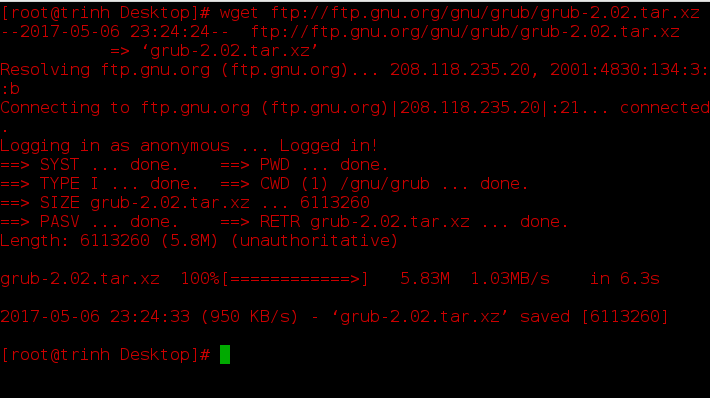 [root@trinh Desktop]# wget ftp://ftp.gnu.org/gnu/grub/grub-2.02.tar.xz
--2017-05-06 23:24:24--  ftp://ftp.gnu.org/gnu/grub/grub-2.02.tar.xz
           => ‘grub-2.02.tar.xz’
Resolving ftp.gnu.org (ftp.gnu.org)... 208.118.235.20, 2001:4830:134:3:
:b
Connecting to ftp.gnu.org (ftp.gnu.org)|208.118.235.20|:21... connected
.
Logging in as anonymous ... Logged in!
==> SYST ... done.    ==> PWD ... done.
==> TYPE I ... done.  ==> CWD (1) /gnu/grub ... done.
==> SIZE grub-2.02.tar.xz ... 6113260
==> PASV ... done.    ==> RETR grub-2.02.tar.xz ... done.
Length: 6113260 (5.8M) (unauthoritative)
grub-2.02.tar.xz  100%[============>]   5.83M  1.03MB/s    in 6.3s
2017-05-06 23:24:33 (950 KB/s) - ‘grub-2.02.tar.xz’ saved [6113260]
[root@trinh Desktop]#